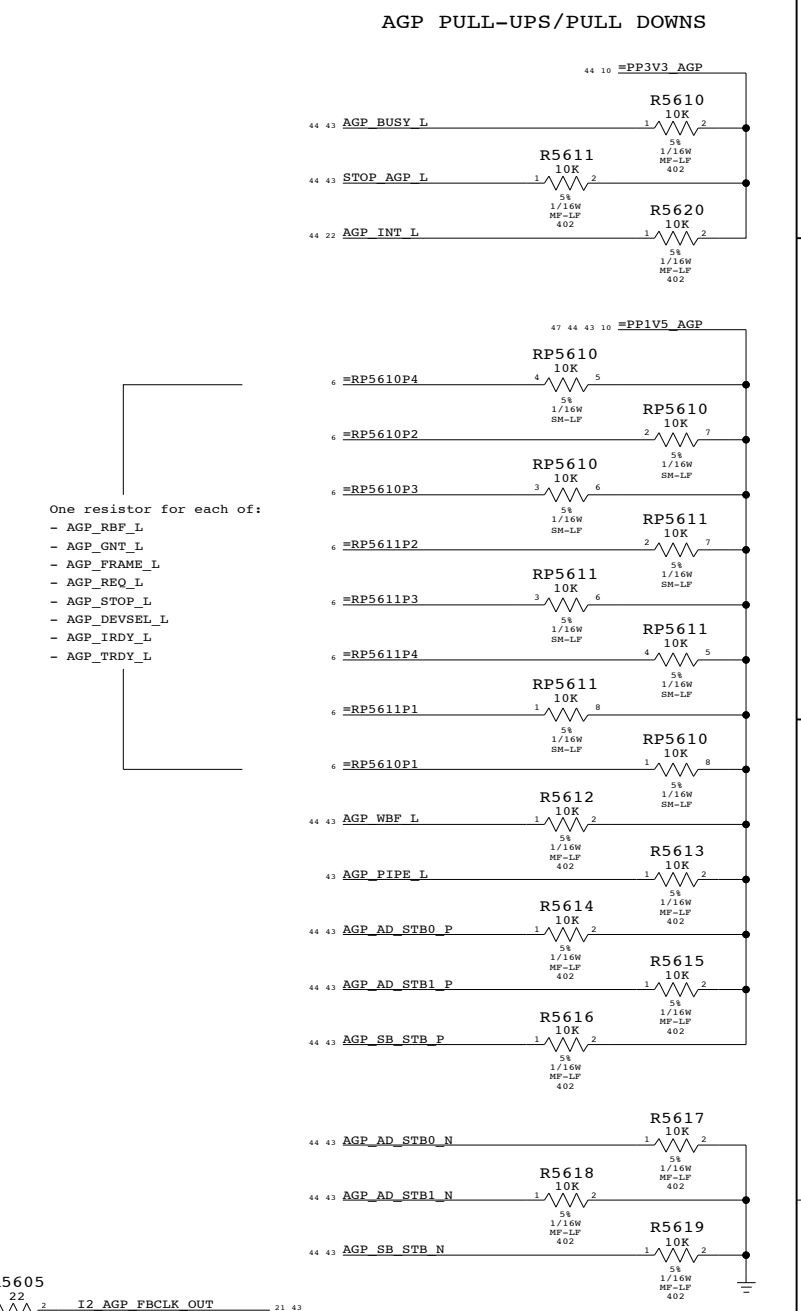 AGP PULL-UPS/PULL DOWNS
44 10 =PP3V3_AGP
R5610
10K
44 43 AGP_BUSY_L 1 2
5%
1/16W
MF-LF
402
R5611
10K
44 43 STOP_AGP_L 1 2
5%
1/16W
MF-LF
402
R5620
10K
44 22 AGP_INT_L 1 2
5%
1/16W
MF-LF
402
47 44 43 10 =PP1V5_AGP
RP5610
10K
6 =RP5610P4 4 5
5%
1/16W
SM-LF
RP5610
10K
6 =RP5610P2 2 7
5%
1/16W
SM-LF
RP5610
10K
6 =RP5610P3 3 6
5%
1/16W
SM-LF
One resistor for each of:
- AGP_RBF_L
- AGP_GNT_L
- AGP_FRAME_L
- AGP_REQ_L
- AGP_STOP_L
- AGP_DEVSEL_L
- AGP_IRDY_L
- AGP_TRDY_L
RP5611
10K
6 =RP5611P2 2 7
5%
1/16W
SM-LF
RP5611
10K
6 =RP5611P3 3 6
5%
1/16W
SM-LF
RP5611
10K
6 =RP5611P4 4 5
5%
1/16W
SM-LF
RP5611
10K
6 =RP5611P1 1 8
5%
1/16W
SM-LF
RP5610
10K
6 =RP5610P1 1 8
5%
1/16W
SM-LF
R5612
10K
44 43 AGP_WBF_L 1 2
5%
1/16W
MF-LF
402
R5613
10K
43 AGP_PIPE_L 1 2
5%
1/16W
MF-LF
402
R5614
10K
44 43 AGP_AD_STB0_P 1 2
5%
1/16W
MF-LF
402
R5615
10K
44 43 AGP_AD_STB1_P 1 2
5%
1/16W
MF-LF
402
R5616
10K
44 43 AGP_SB_STB_P 1 2
5%
1/16W
MF-LF
402
R5617
10K
44 43 AGP_AD_STB0_N 1 2
5%
1/16W
MF-LF
402
R5618
10K
44 43 AGP_AD_STB1_N 1 2
5%
1/16W
MF-LF
402
R5619
10K
44 43 AGP_SB_STB_N 1 2
5%
1/16W
MF-LF
402
5605
22
2 I2_AGP_FBCLK_OUT 21 43